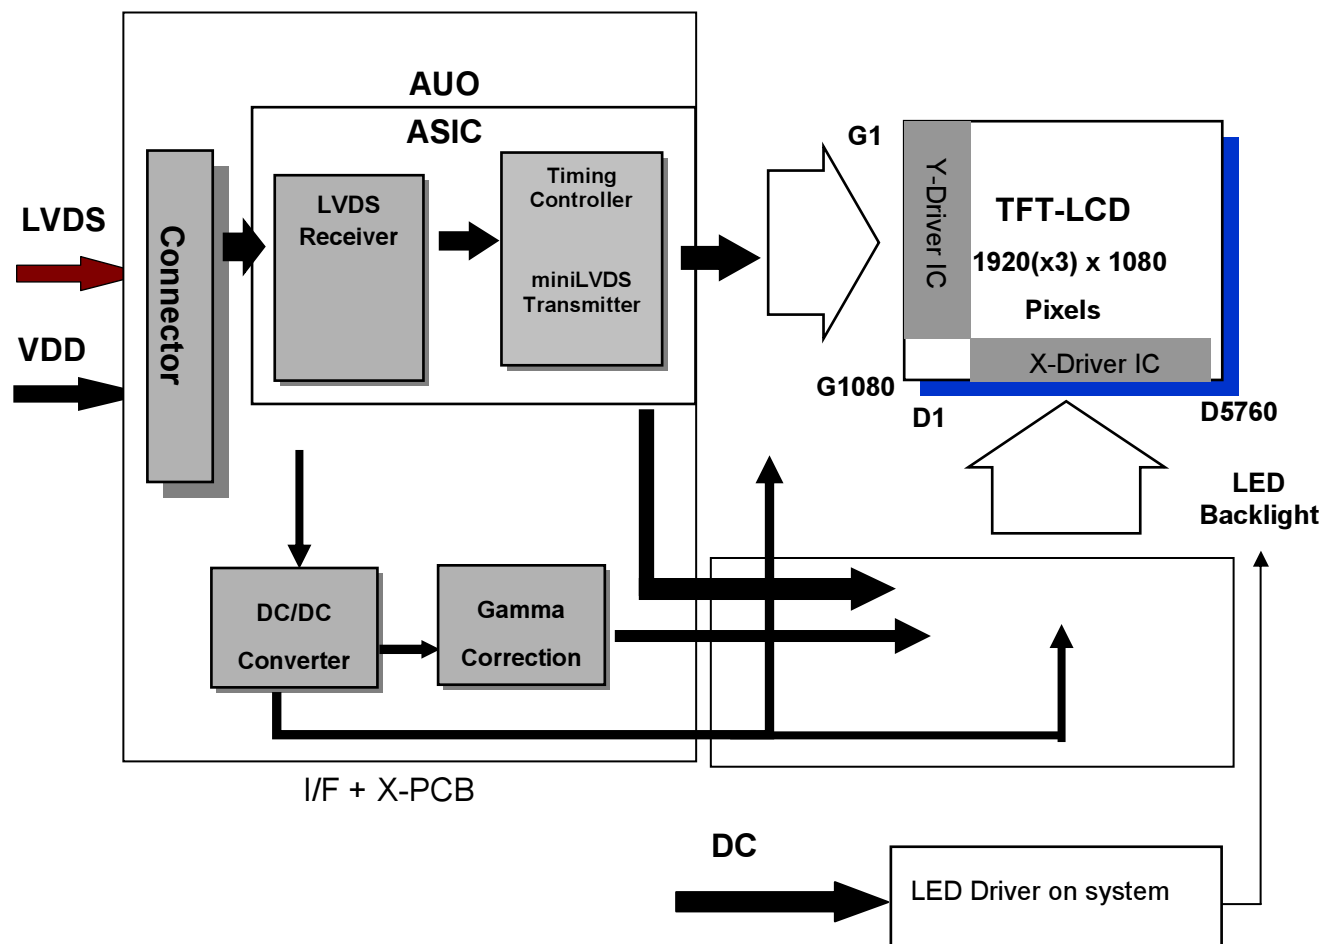 AUO
ASIC
LVDS
VDD
Connector
LVDS
Receiver
Timing
Controller
miniLVDS
Transmitter
G1
G1080
Y-Driver IC
TFT-LCD
1920(x3) x 1080
Pixels
X-Driver IC
D1
D5760
LED
Backlight
DC/DC
Converter
Gamma
Correction
I/F + X-PCB
DC
LED Driver on system